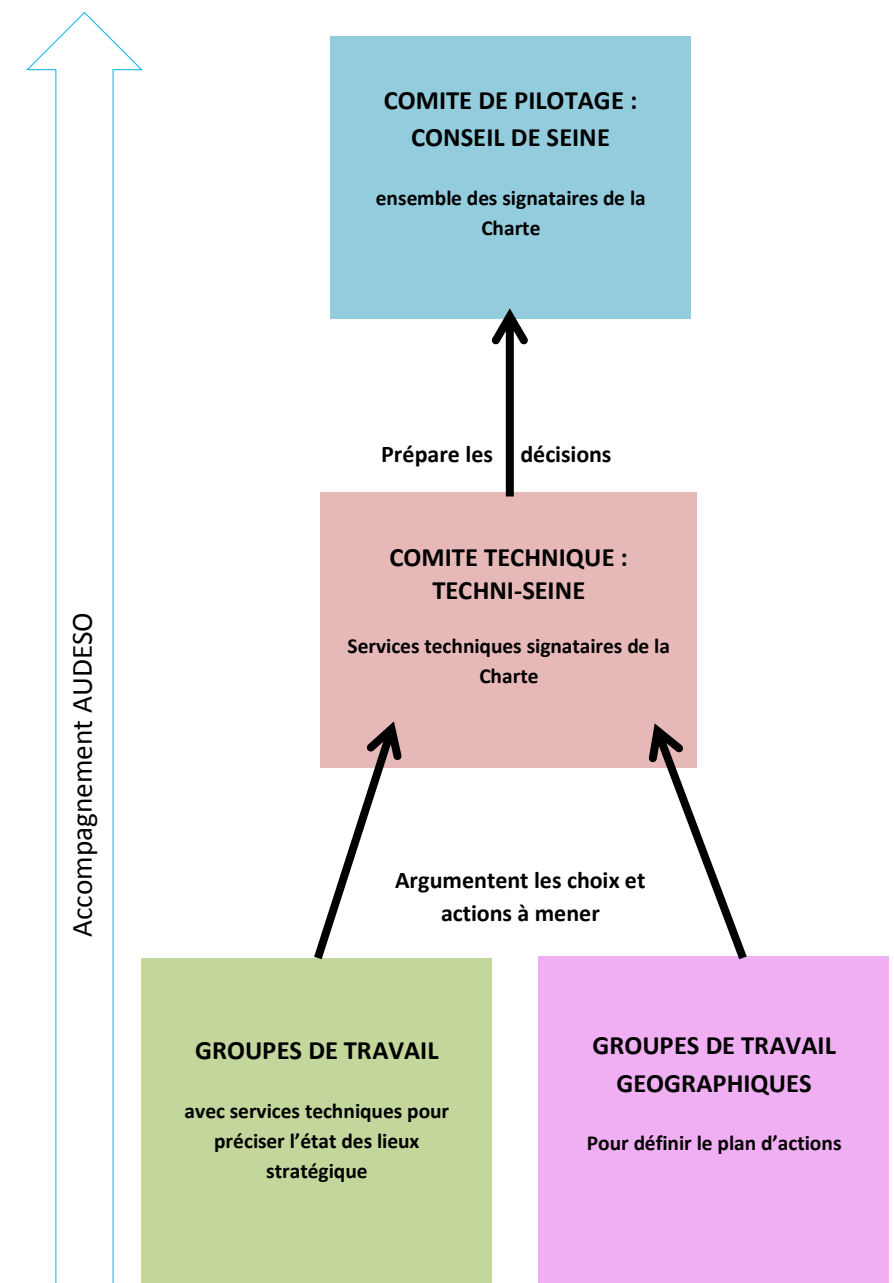 COMITE DE PILOTAGE :
CONSEIL DE SEINE
ensemble des signataires de la
Charte
Prépare les décisions
COMITE TECHNIQUE :
TECHNI-SEINE
Services techniques signataires de la
Charte
Accompagnement AUDESO
Argumentent les choix et
actions à mener
GROUPES DE TRAVAIL
avec services techniques pour
préciser l’état des lieux
stratégique
GROUPES DE TRAVAIL
GEOGRAPHIQUES
Pour définir le plan d’actions